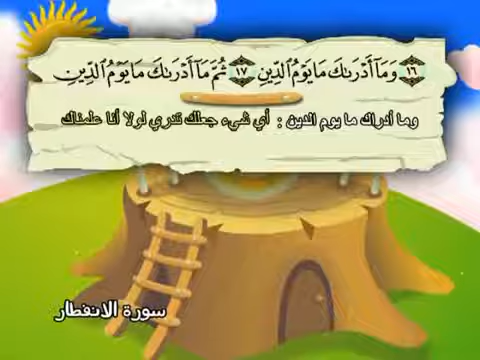 ﴿١٦﴾ وَمَآ أَدْرَىٰكَ مَا يَوْمُ ٱلدِّينِ ﴿١٧﴾ ثُمَّ مَآ أَدْرَىٰكَ مَا يَوْمُ ٱلدِّينِ
وما أدراك ما يوم الدين : أي شيء جعلك تدري لولا أنا علمناك
سورة الانفطار